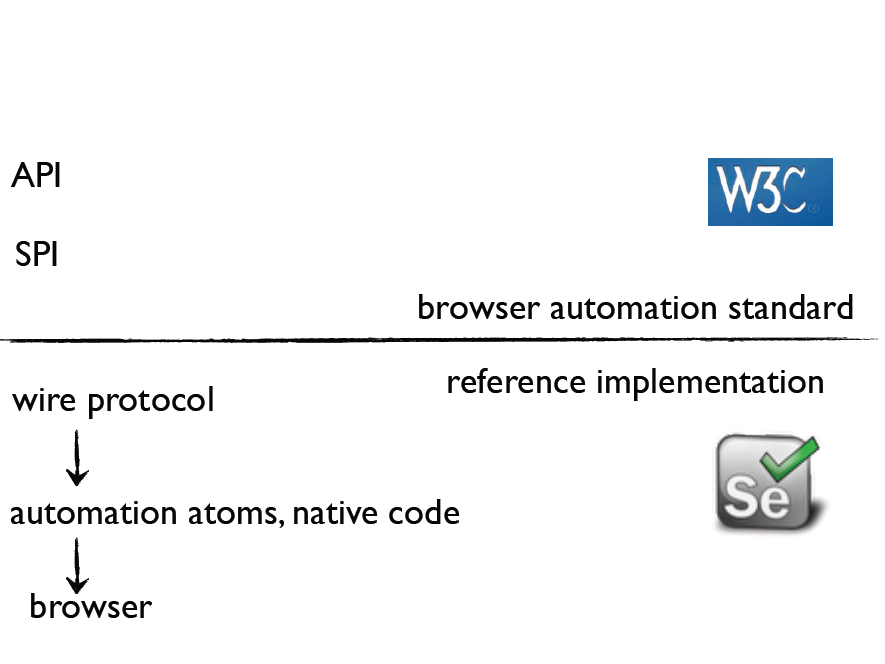 API
W3C®
SPI
browser automation standard
reference implementation
wire protocol
Se
automation atoms, native code
browser